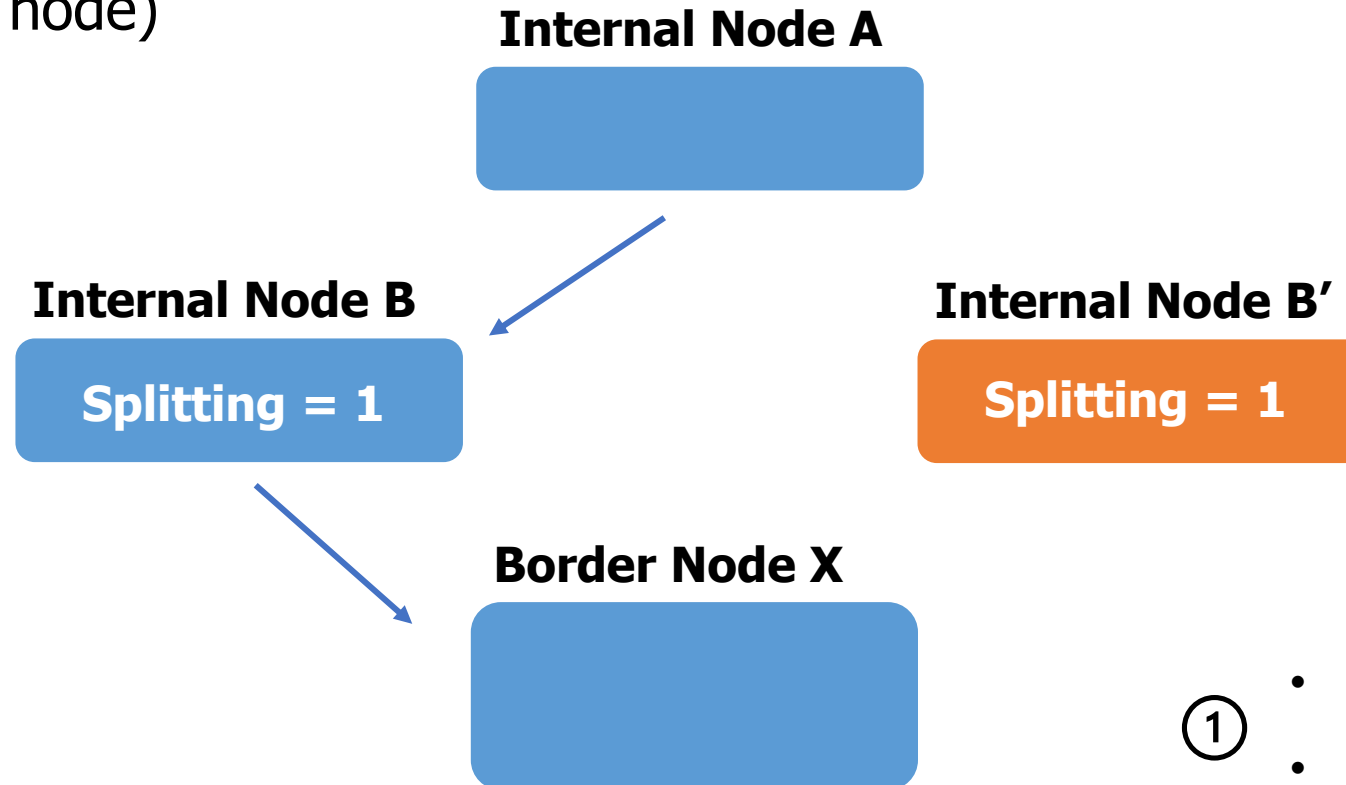 node)
Internal Node A
Internal Node B
Internal Node B’
Splitting = 1
Splitting = 1
Border Node X
•
①
•